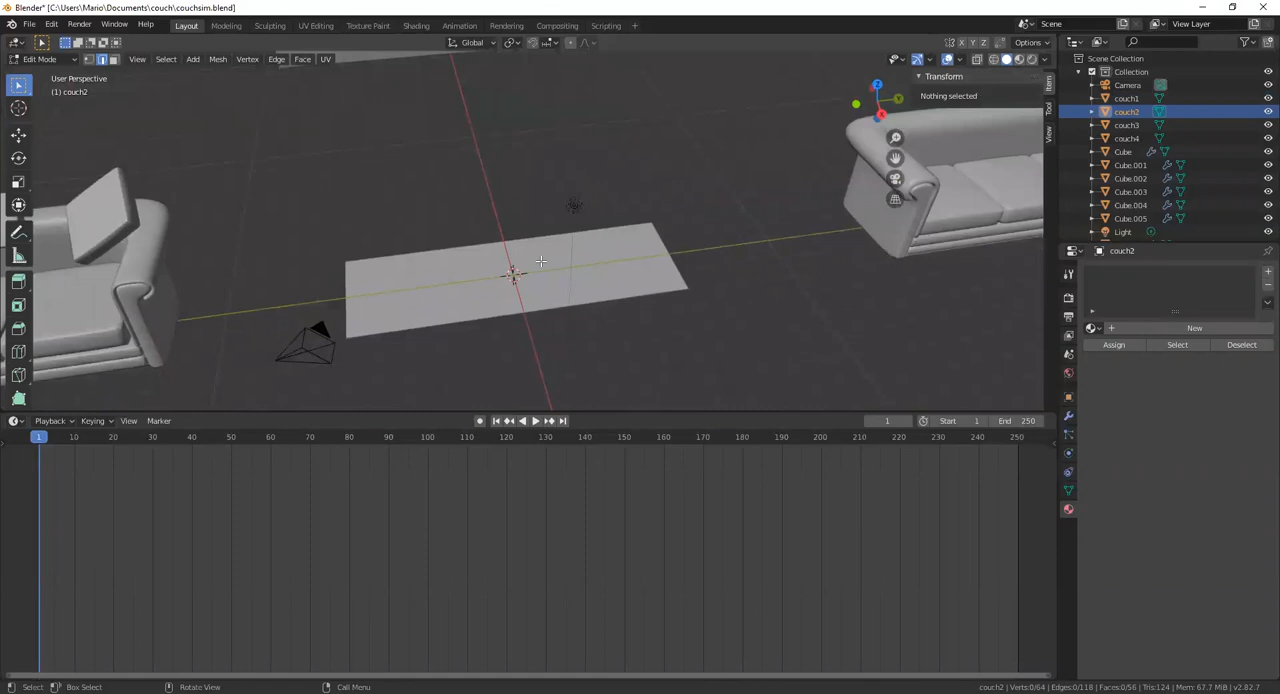 Blender* [C:\Users\Mario\Documents\couch\couchsim.blend]
File Edit Render Window Help Layout Modeling Sculpting UV Editing Texture Paint Shading Animation Rendering Compositing Scripting + Scene View Layer
Global X Y Z Options
Edit Mode View Select Add Mesh Vertex Edge Face UV
User Perspective
(1) couch2
Transform
Nothing selected
Item
Tool
View
Z
Y
X
Scene Collection
Collection
Camera
couch1
couch2
couch3
couch4
Cube
Cube.001
Cube.002
Cube.003
Cube.004
Cube.005
Light
couch2
New
Assign Select Deselect
Playback Keying View Marker 1 Start 1 End 250
1 10 20 30 40 50 60 70 80 90 100 110 120 130 140 150 160 170 180 190 200 210 220 230 240 250
Select Box Select Rotate View Call Menu couch2 | Verts:0/64 | Edges:0/118 | Faces:0/56 | Tris:124 | Mem: 67.7 MiB | v2.82.7